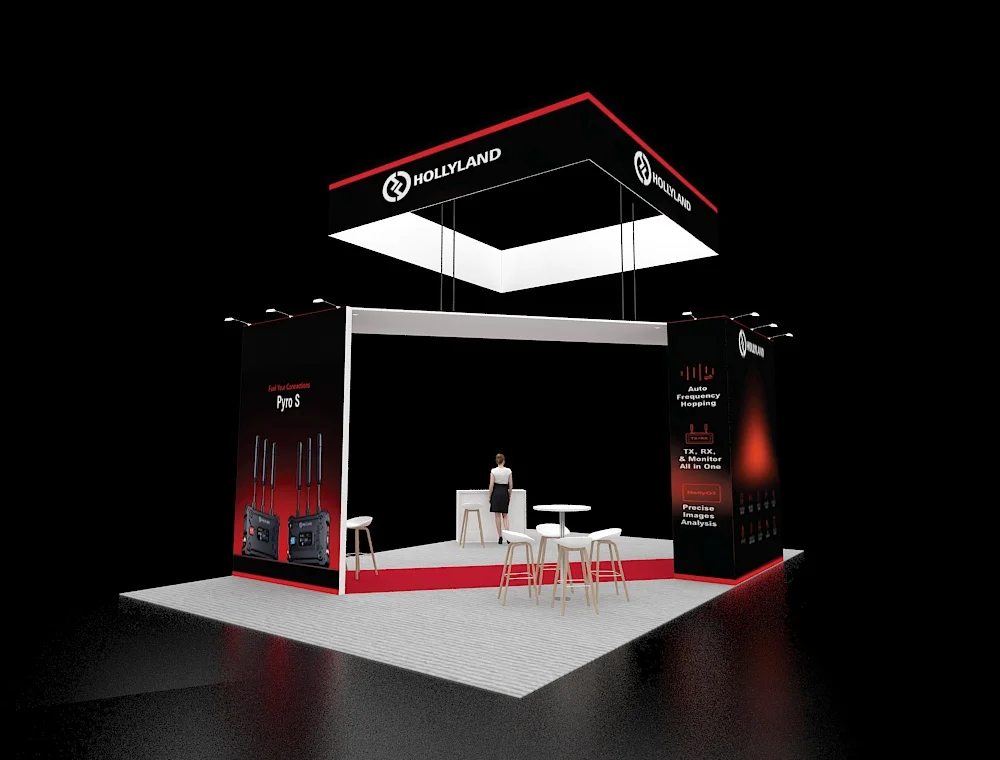 HOLLYLAND
HOLLYLAND
Fuel Your Connections
Pyro S
HOLLYLAND
Auto
Frequency
Hopping
TX, RX,
& Monitor
All in One
HollyOS
Precise
Images
Analysis